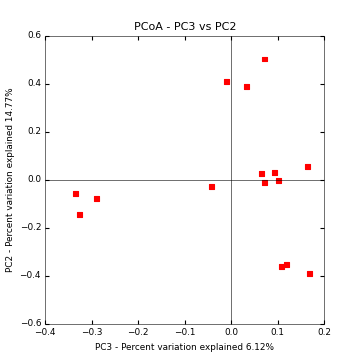 PCoA - PC3 vs PC2
0.6
0.4
0.2
0.0
−0.2
−0.4
−0.6
PC2 - Percent variation explained 14.77%
−0.4 −0.3 −0.2 −0.1 0.0 0.1 0.2
PC3 - Percent variation explained 6.12%